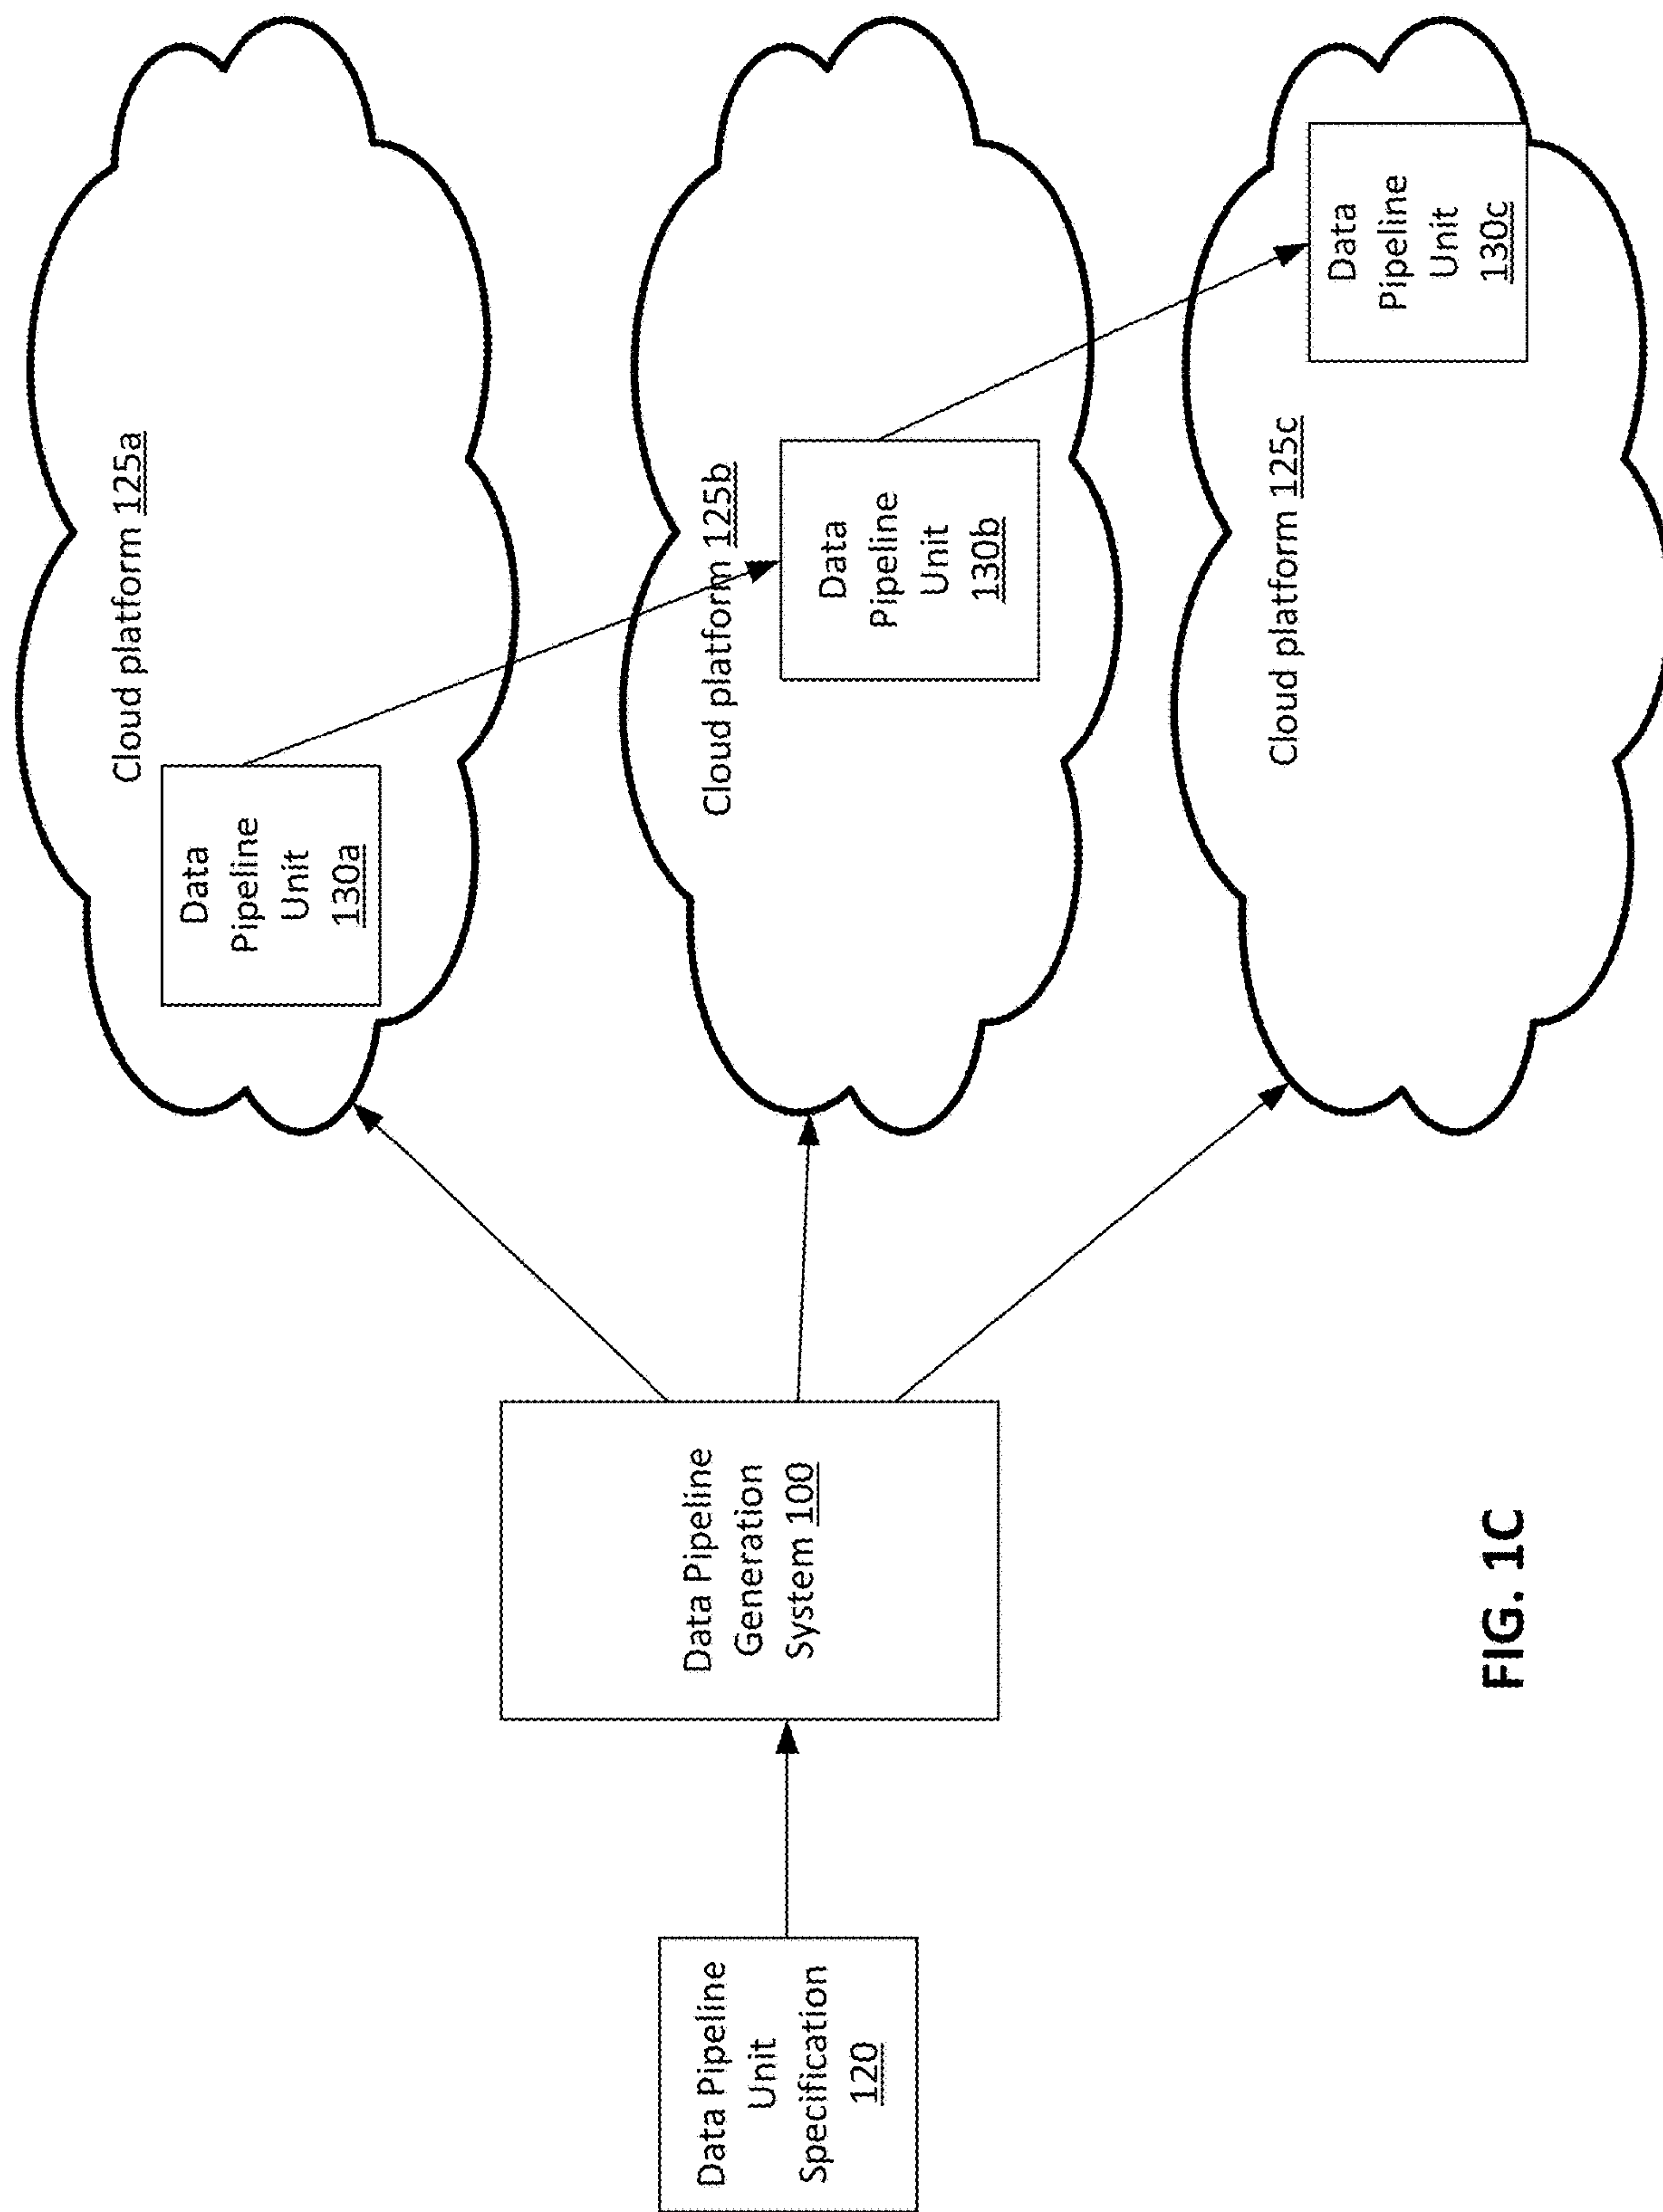 Data Pipeline
Unit
Specification
120
Data Pipeline
Generation
System 100
Cloud platform 125a
Data
Pipeline
Unit
130a
Cloud platform 125b
Data
Pipeline
Unit
130b
Cloud platform 125c
Data
Pipeline
Unit
130c
FIG. 1C